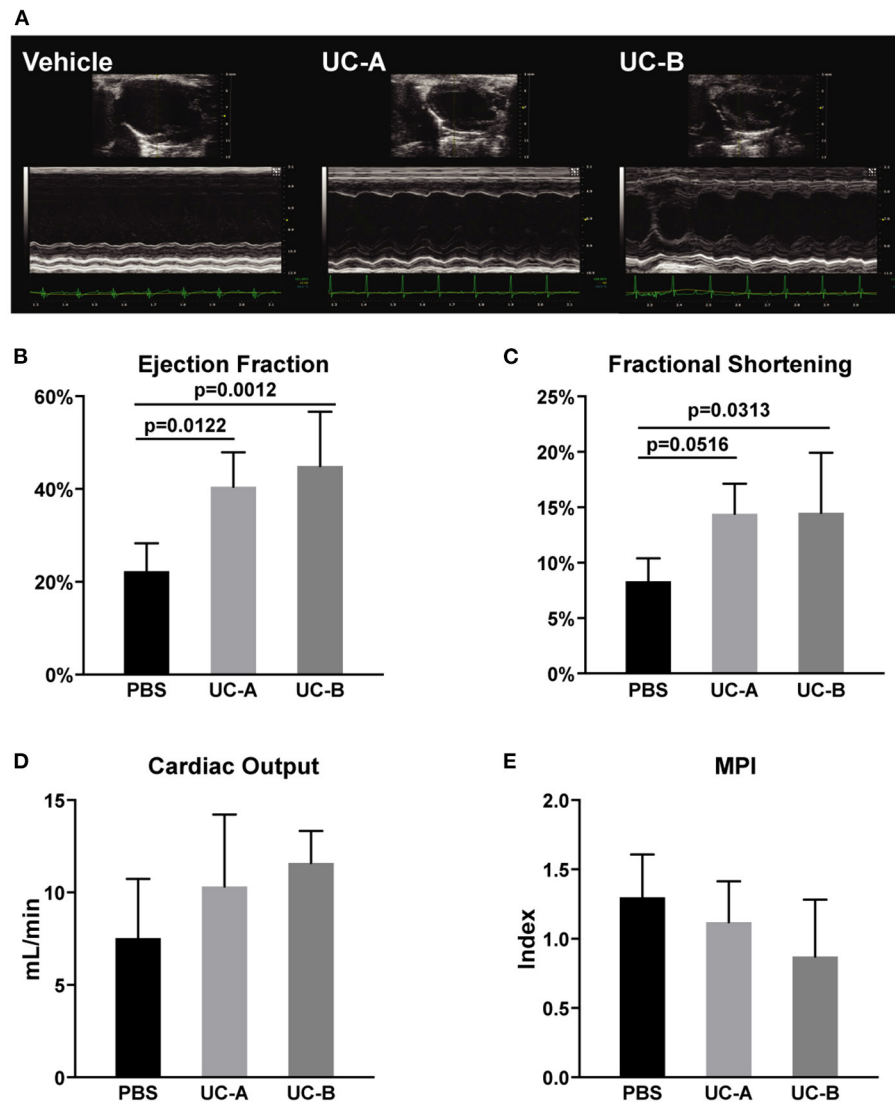 A
Vehicle UC-A UC-B
B
Ejection Fraction
60%
40%
20%
0%
p=0.0012
p=0.0122
PBS UC-A UC-B
C
Fractional Shortening
25%
20%
15%
10%
5%
0%
p=0.0313
p=0.0516
PBS UC-A UC-B
D
Cardiac Output
15
10
5
0
mL/min
PBS UC-A UC-B
E
MPI
2.0
1.5
1.0
0.5
0.0
Index
PBS UC-A UC-B